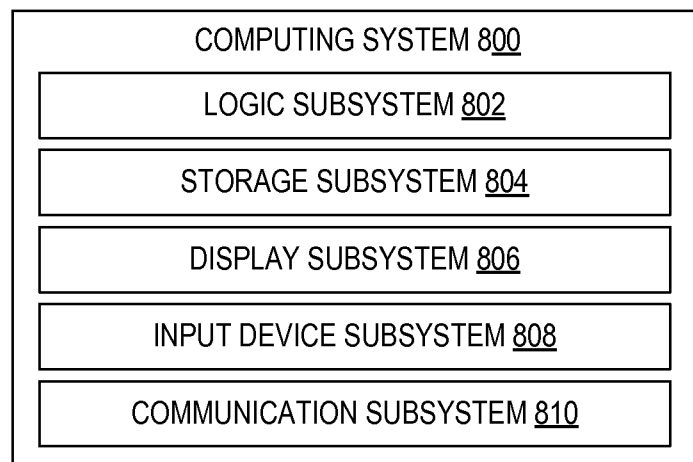 COMPUTING SYSTEM 800
LOGIC SUBSYSTEM 802
STORAGE SUBSYSTEM 804
DISPLAY SUBSYSTEM 806
INPUT DEVICE SUBSYSTEM 808
COMMUNICATION SUBSYSTEM 810